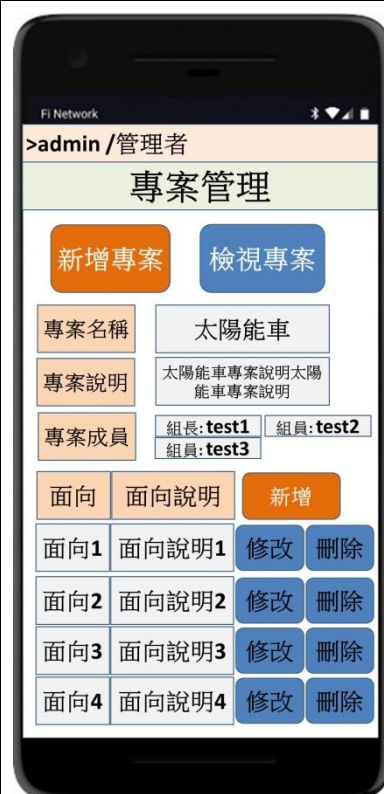 Fi Network
>admin /管理者
專案管理
新增專案 檢視專案
專案名稱 太陽能車
專案說明 太陽能車專案說明太陽
能車專案說明
專案成員 組長:test1 組員:test2
組員:test3
面向 面向說明 新增
面向1 面向說明1 修改 刪除
面向2 面向說明2 修改 刪除
面向3 面向說明3 修改 刪除
面向4 面向說明4 修改 刪除